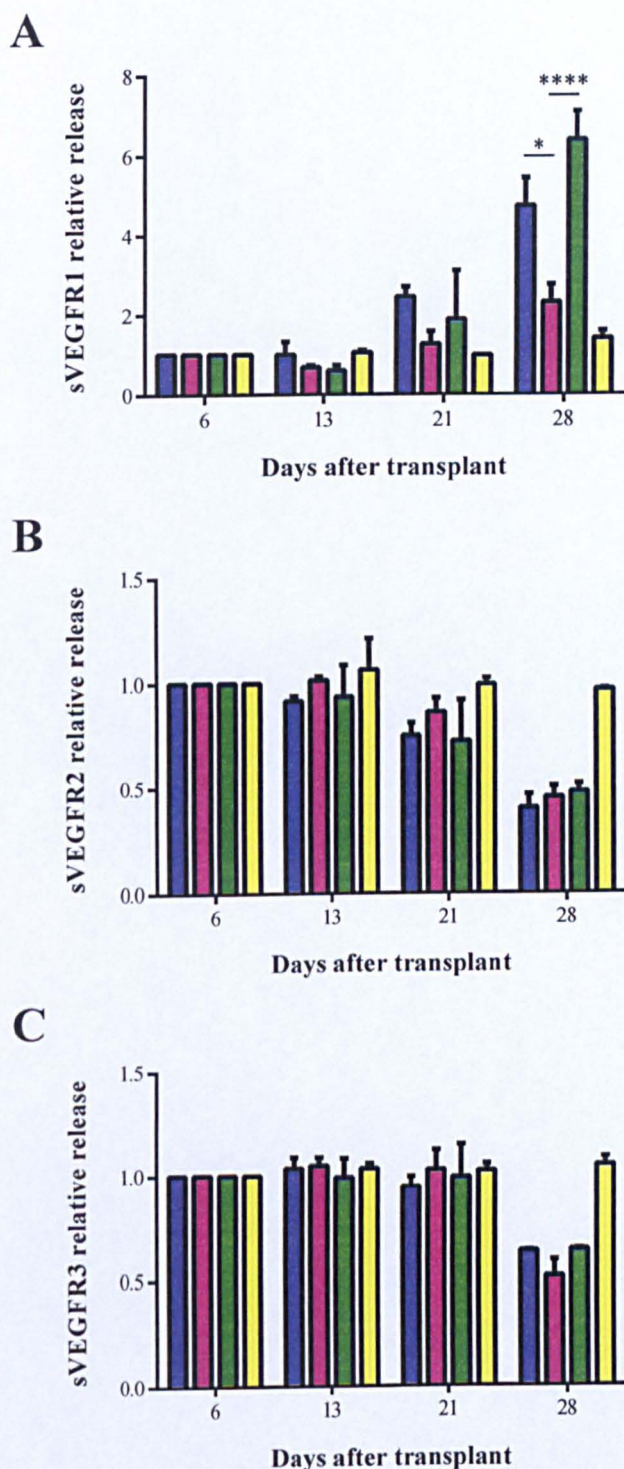 A
sVEGFR1 relative release
8
6
4
2
0
****
*
6 13 21 28
Days after transplant
B
sVEGFR2 relative release
1.5
1.0
0.5
0.0
6 13 21 28
Days after transplant
C
sVEGFR3 relative release
1.5
1.0
0.5
0.0
6 13 21 28
Days after transplant